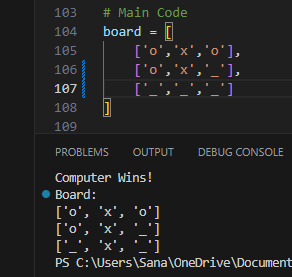 103 # Main Code
104 board = [
105 ['o','x','o'],
106 ['o','x','_'],
107 ['_','_','_']
108 ]
109
PROBLEMS OUTPUT DEBUG CONSOLE
Computer Wins!
Board:
['o', 'x', 'o']
['o', 'x', '_']
['_', 'x', '_']
PS C:\Users\Sana\OneDrive\Document